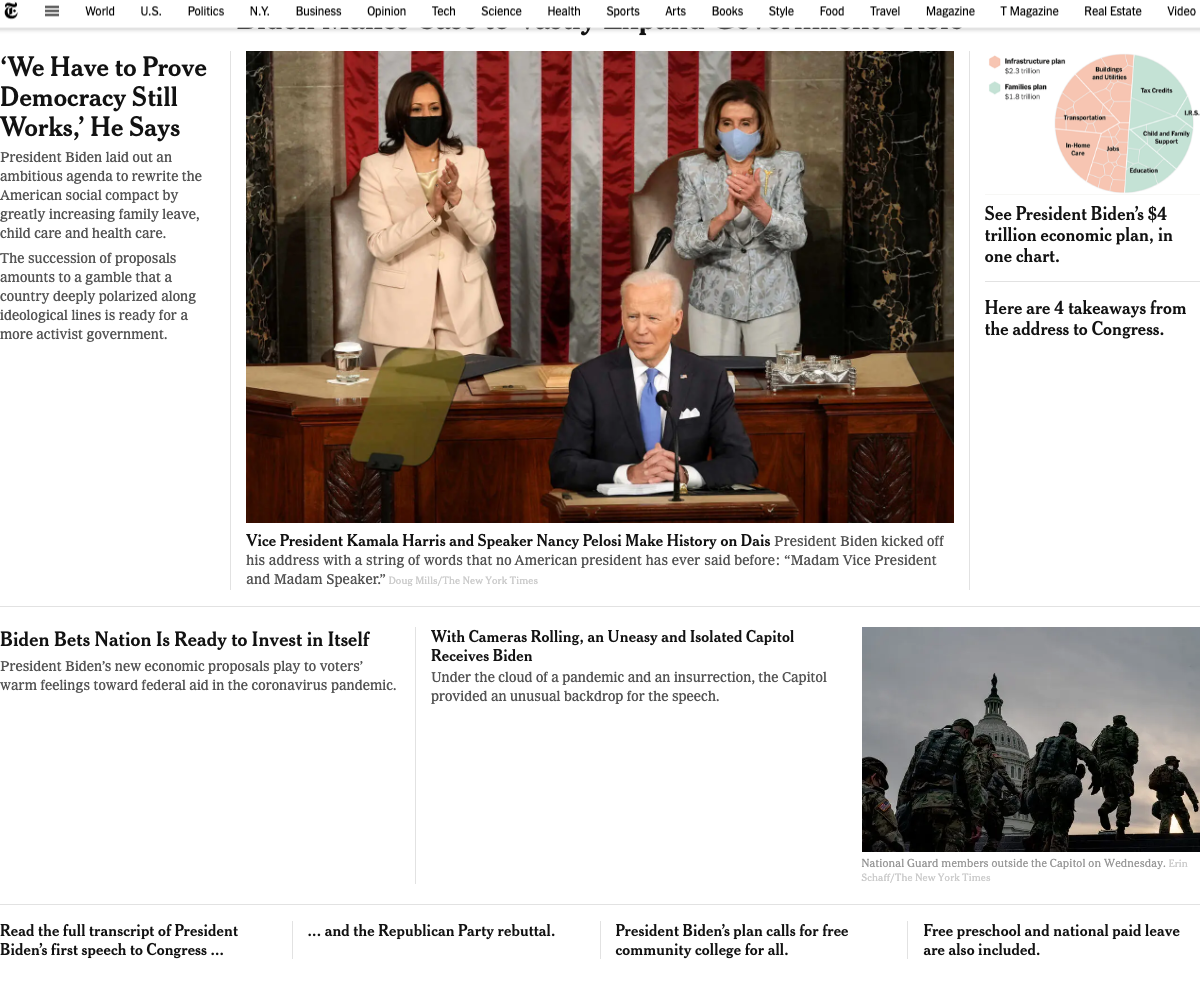 World U.S. Politics N.Y. Business Opinion Tech Science Health Sports Arts Books Style Food Travel Magazine T Magazine Real Estate Video
Biden Makes Case to Vastly Expand Government's Role
‘We Have to Prove
Democracy Still
Works,’ He Says
President Biden laid out an
ambitious agenda to rewrite the
American social compact by
greatly increasing family leave,
child care and health care.
The succession of proposals
amounts to a gamble that a
country deeply polarized along
ideological lines is ready for a
more activist government.
Vice President Kamala Harris and Speaker Nancy Pelosi Make History on Dais President Biden kicked off
his address with a string of words that no American president has ever said before: “Madam Vice President
and Madam Speaker.” Doug Mills/The New York Times
Infrastructure plan
$2.3 trillion
Families plan
$1.8 trillion
Buildings
and Utilities
Tax Credits
I.R.S.
Transportation
Child and Family
Support
In-Home
Care
Jobs
Education
See President Biden’s $4
trillion economic plan, in
one chart.
Here are 4 takeaways from
the address to Congress.
Biden Bets Nation Is Ready to Invest in Itself
President Biden’s new economic proposals play to voters’
warm feelings toward federal aid in the coronavirus pandemic.
With Cameras Rolling, an Uneasy and Isolated Capitol
Receives Biden
Under the cloud of a pandemic and an insurrection, the Capitol
provided an unusual backdrop for the speech.
National Guard members outside the Capitol on Wednesday. Erin
Schaff/The New York Times
Read the full transcript of President
Biden’s first speech to Congress …
… and the Republican Party rebuttal.
President Biden’s plan calls for free
community college for all.
Free preschool and national paid leave
are also included.